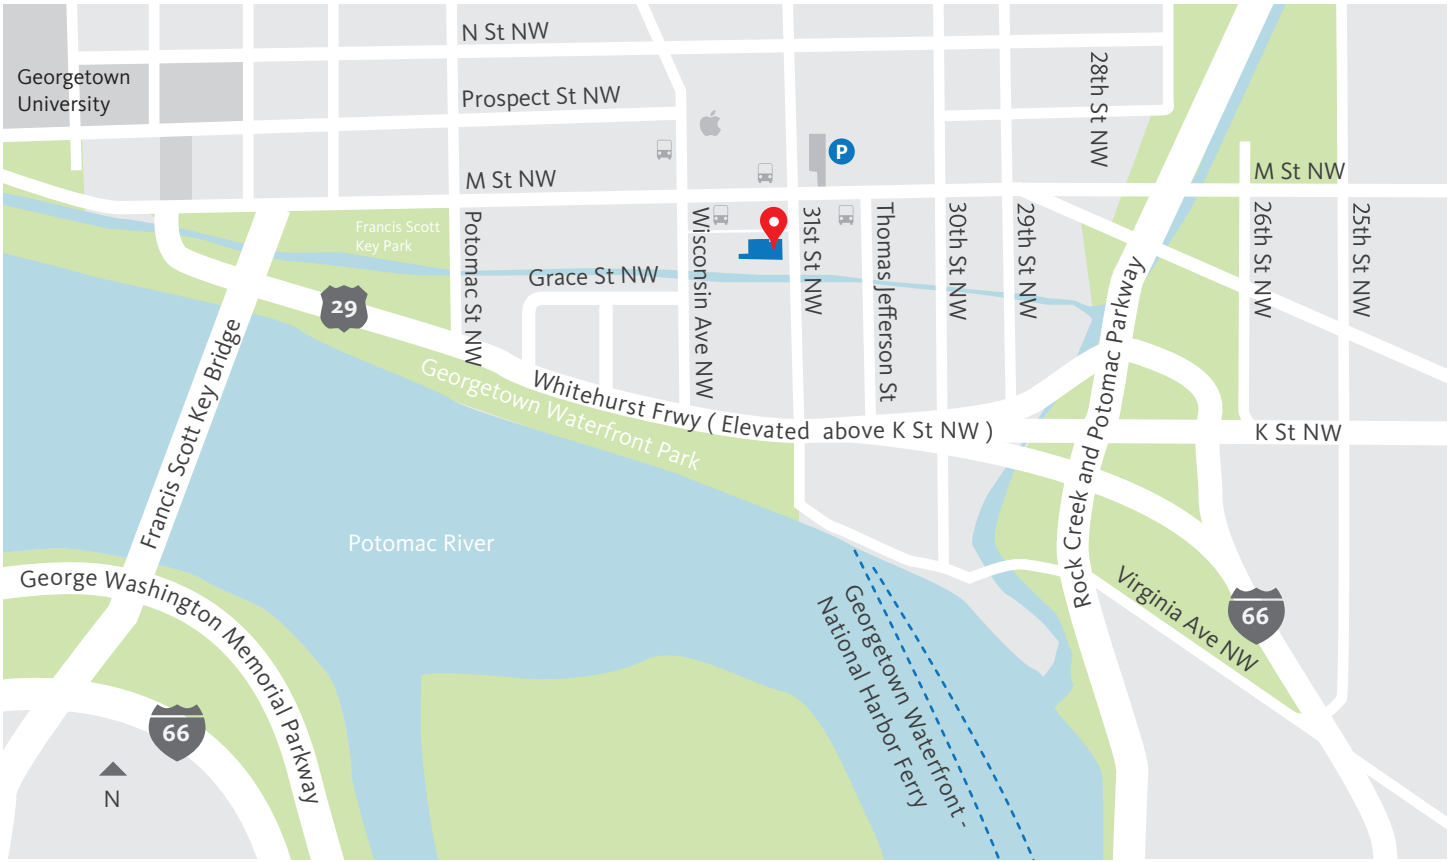 N St NW
Georgetown
University
Prospect St NW
28th St NW
P
M St NW
M St NW
Francis Scott
Key Park
Potomac St NW
Wisconsin Ave NW
31st St NW
Thomas Jefferson St
30th St NW
29th St NW
26th St NW
25th St NW
Grace St NW
29
Francis Scott Key Bridge
Georgetown Waterfront Park
Whitehurst Frwy ( Elevated above K St NW )
K St NW
Rock Creek and Potomac Parkway
Potomac River
George Washington Memorial Parkway
Georgetown Waterfront -
National Harbor Ferry
Virginia Ave NW
66
66
N